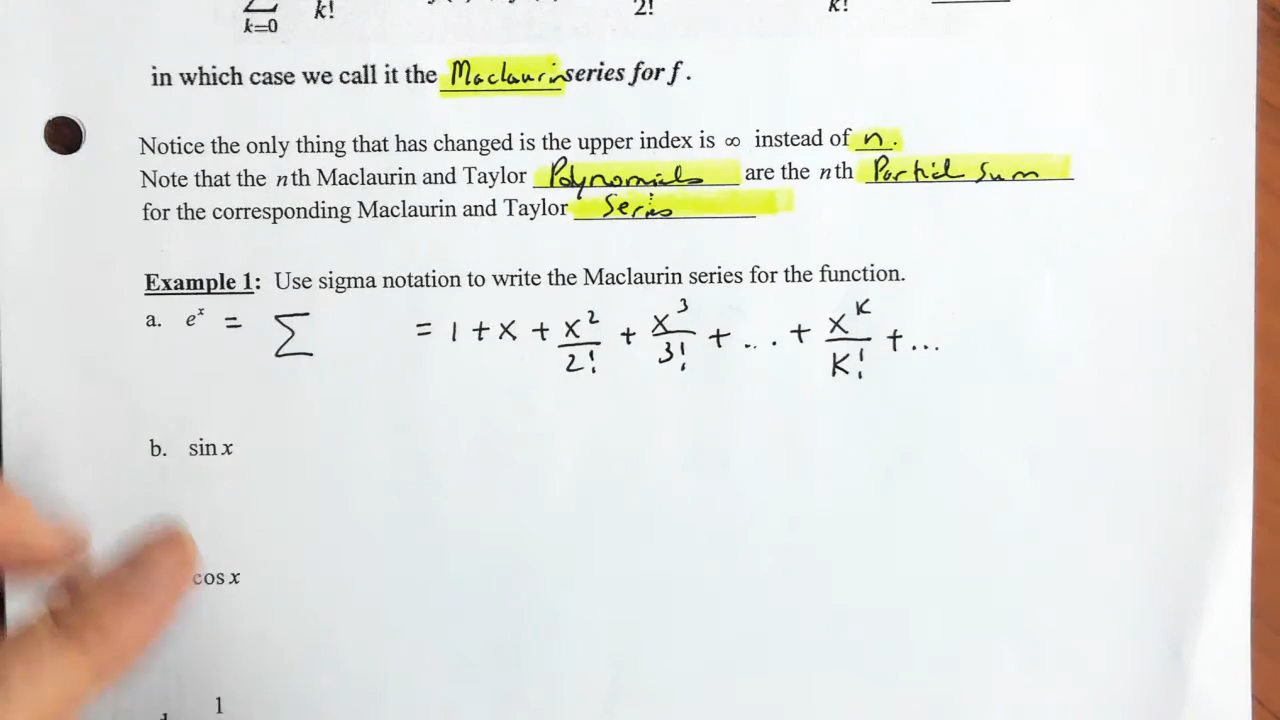 k=0 k! 2! k!
in which case we call it the Maclaurin series for f.
Notice the only thing that has changed is the upper index is ∞ instead of n.
Note that the nth Maclaurin and Taylor Polynomials are the nth Partial Sum
for the corresponding Maclaurin and Taylor Series
Example 1: Use sigma notation to write the Maclaurin series for the function.
a. e^x = Σ = 1 + x + x^2/2! + x^3/3! + ... + x^K/K! + ...
b. sin x
cos x
1